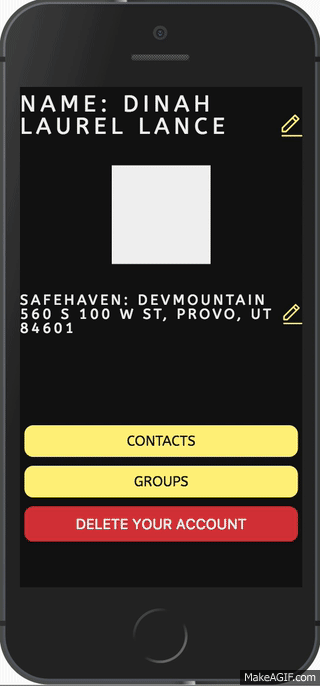 NAME: DINAH
LAUREL LANCE
SAFEHAVEN: DEVMOUNTAIN
560 S 100 W ST, PROVO, UT
84601
CONTACTS
GROUPS
DELETE YOUR ACCOUNT
MakeAGIF.com